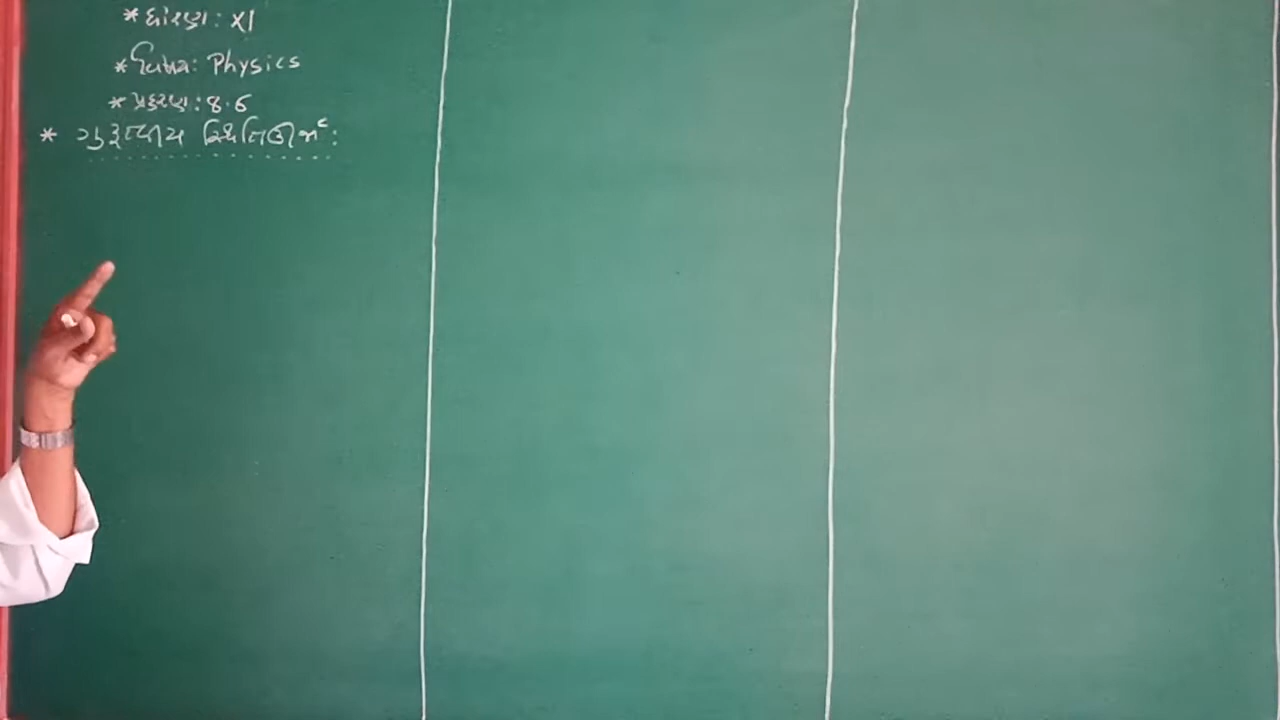 * ધોરણ : XI
* વિષય : Physics
* પ્રકરણ : 8.6
* ગુરુત્વીય સ્થિતિઊર્જા :